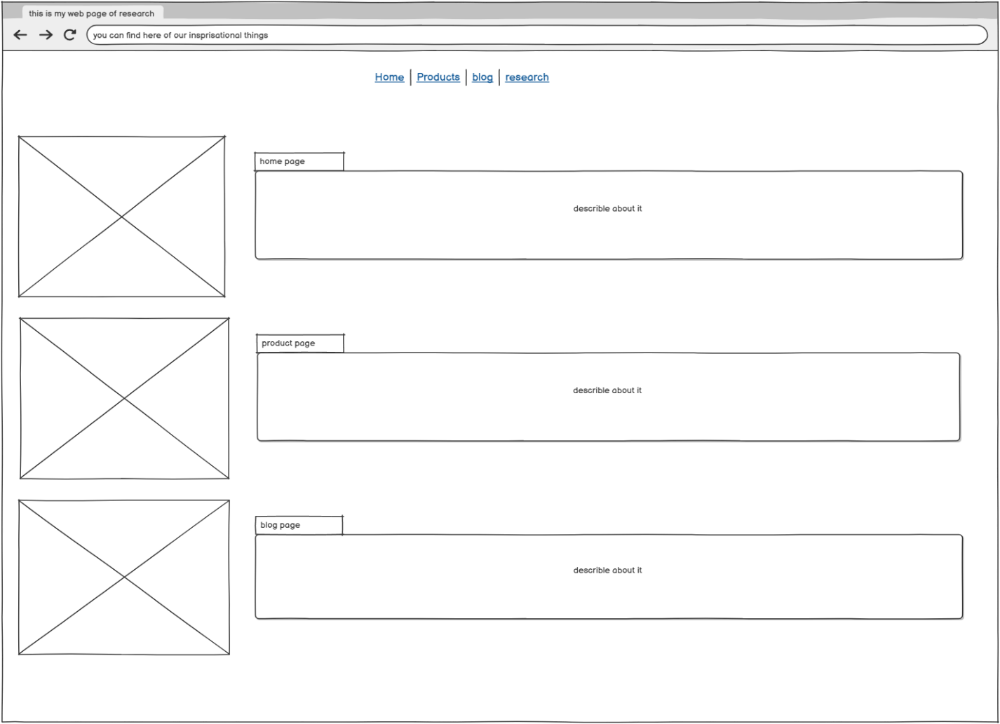 this is my web page of research
you can find here of our insprisational things
Home | Products | blog | research
home page
describle about it
product page
describle about it
blog page
describle about it